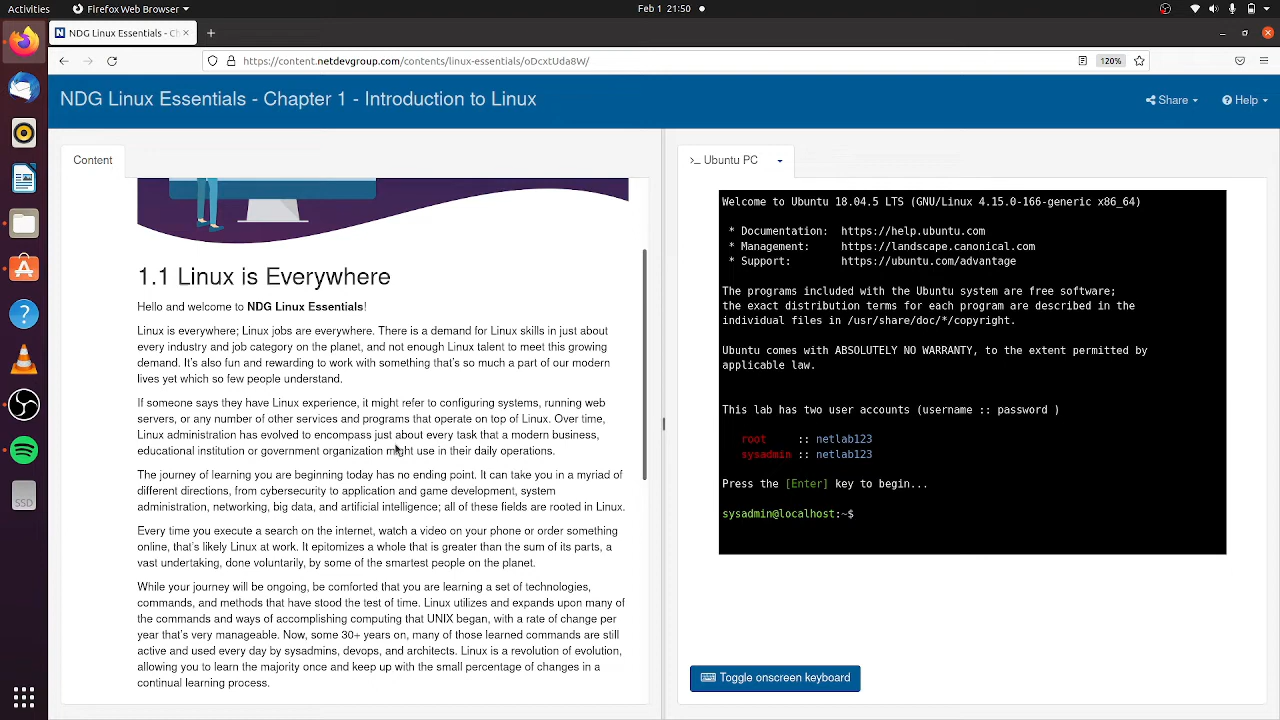 Activities
Firefox Web Browser
Feb 1 21:50
NDG Linux Essentials - Ch
https://content.netdevgroup.com/contents/linux-essentials/oDcxtUda8W/
120%
NDG Linux Essentials - Chapter 1 - Introduction to Linux
Share
Help
Content
1.1 Linux is Everywhere
Hello and welcome to NDG Linux Essentials!
Linux is everywhere; Linux jobs are everywhere. There is a demand for Linux skills in just about
every industry and job category on the planet, and not enough Linux talent to meet this growing
demand. It's also fun and rewarding to work with something that's so much a part of our modern
lives yet which so few people understand.
If someone says they have Linux experience, it might refer to configuring systems, running web
servers, or any number of other services and programs that operate on top of Linux. Over time,
Linux administration has evolved to encompass just about every task that a modern business,
educational institution or government organization might use in their daily operations.
The journey of learning you are beginning today has no ending point. It can take you in a myriad of
different directions, from cybersecurity to application and game development, system
administration, networking, big data, and artificial intelligence; all of these fields are rooted in Linux.
Every time you execute a search on the internet, watch a video on your phone or order something
online, that's likely Linux at work. It epitomizes a whole that is greater than the sum of its parts, a
vast undertaking, done voluntarily, by some of the smartest people on the planet.
While your journey will be ongoing, be comforted that you are learning a set of technologies,
commands, and methods that have stood the test of time. Linux utilizes and expands upon many of
the commands and ways of accomplishing computing that UNIX began, with a rate of change per
year that's very manageable. Now, some 30+ years on, many of those learned commands are still
active and used every day by sysadmins, devops, and architects. Linux is a revolution of evolution,
allowing you to learn the majority once and keep up with the small percentage of changes in a
continual learning process.
>_ Ubuntu PC
Welcome to Ubuntu 18.04.5 LTS (GNU/Linux 4.15.0-166-generic x86_64)
* Documentation: https://help.ubuntu.com
* Management: https://landscape.canonical.com
* Support: https://ubuntu.com/advantage
The programs included with the Ubuntu system are free software;
the exact distribution terms for each program are described in the
individual files in /usr/share/doc/*/copyright.
Ubuntu comes with ABSOLUTELY NO WARRANTY, to the extent permitted by
applicable law.
This lab has two user accounts (username :: password )
root :: netlab123
sysadmin :: netlab123
Press the [Enter] key to begin...
sysadmin@localhost:~$
Toggle onscreen keyboard
SSD